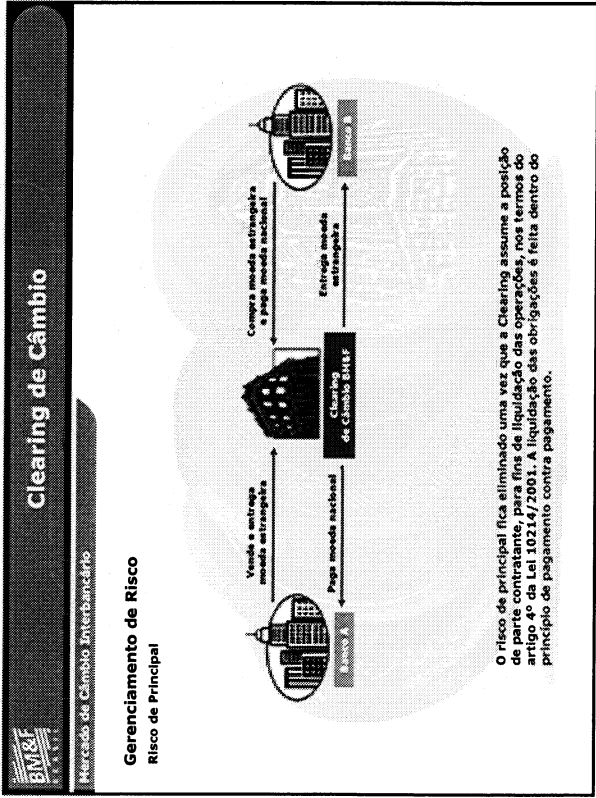 BM&F
BRASIL
Clearing de Câmbio
Mercado de Câmbio Interbancário
Gerenciamento de Risco
Risco de Principal
Vende e entrega
moeda estrangeira
Compra moeda estrangeira
e paga moeda nacional
Banco A
Paga moeda nacional
Clearing
de Câmbio BM&F
Entrega moeda
estrangeira
Banco B
O risco de principal fica eliminado uma vez que a Clearing assume a posição
de parte contratante, para fins de liquidação das operações, nos termos do
artigo 4º da Lei 10214/2001. A liquidação das obrigações é feita dentro do
princípio de pagamento contra pagamento.